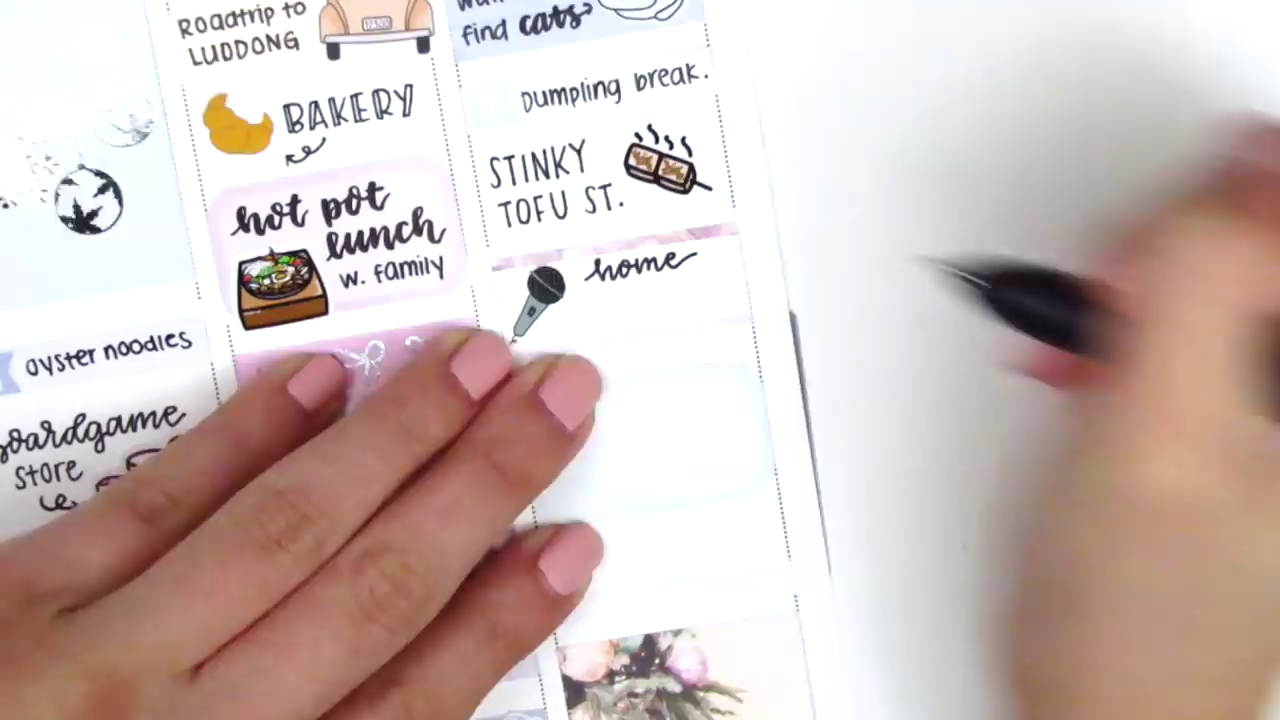 Roadtrip to
LUDDONG
BAKERY
hot pot
lunch
w. family
find cats
Dumpling break.
STINKY
TOFU ST.
home
oyster noodles
boardgame
store